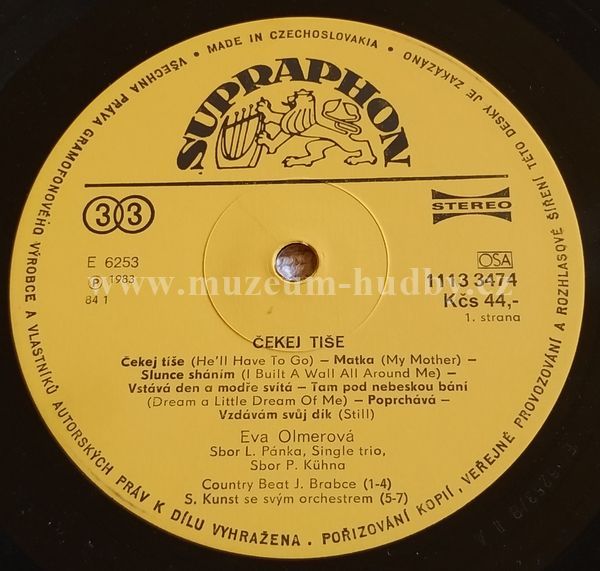 VŠECHNA PRÁVA GRAMOFONOVÉHO VÝROBCE A VLASTNÍKŮ AUTORSKÝCH PRÁV K DÍLU VYHRAŽENA. POŘIZOVÁNÍ KOPIÍ, VEŘEJNÉ PROVOZOVÁNÍ A ROZHLASOVÉ ŠÍŘENÍ TÉTO DESKY JE ZAKÁZÁNO • MADE IN CZECHOSLOVAKIA •
SUPRAPHON
33
STEREO
E 6253
℗ 1983
84 1
OSA
1113 3474
Kčs 44,-
1. strana
www.muzeum-hudby.cz
ČEKEJ TIŠE
Čekej tiše (He'll Have To Go) – Matka (My Mother) –
Slunce sháním (I Built A Wall All Around Me) –
Vstává den a modře svítá – Tam pod nebeskou bání
(Dream a Little Dream Of Me) – Poprchává –
Vzdávám svůj dík (Still)
Eva Olmerová
Sbor L. Pánka, Single trio,
Sbor P. Kühna
Country Beat J. Brabce (1-4)
S. Kunst se svým orchestrem (5-7)